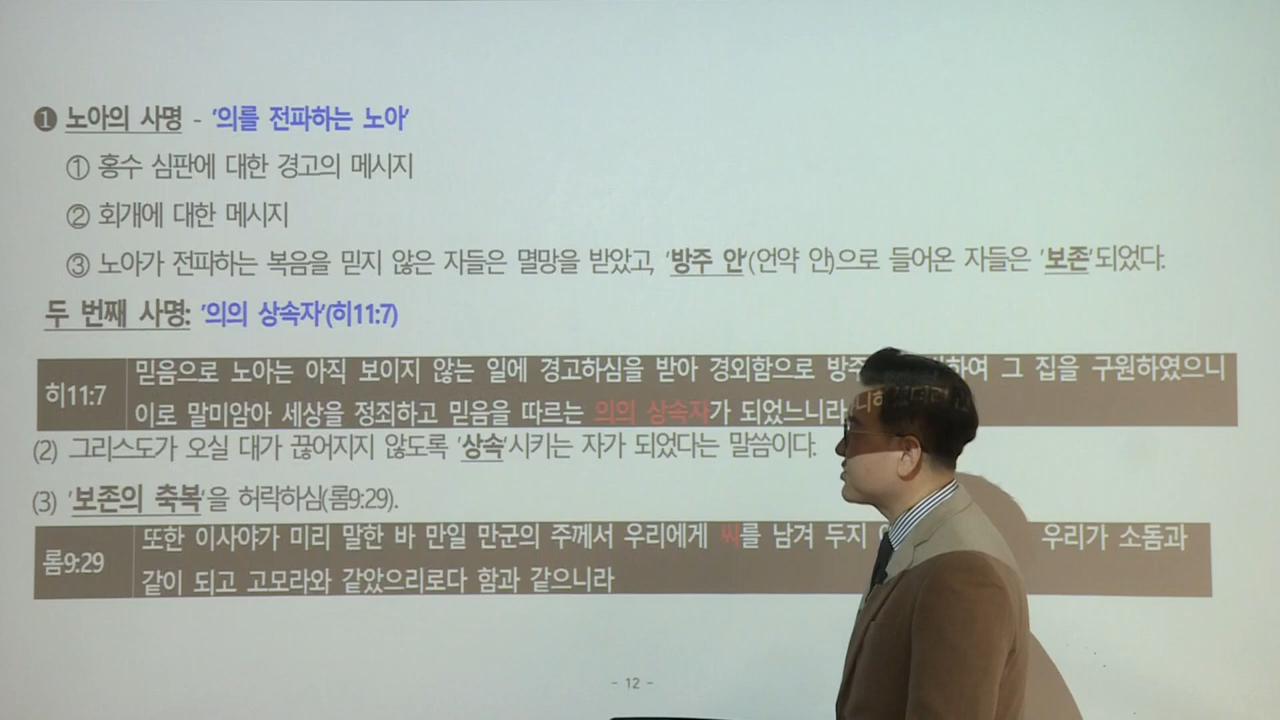 ❶ 노아의 사명 - '의를 전파하는 노아'
① 홍수 심판에 대한 경고의 메시지
② 회개에 대한 메시지
③ 노아가 전파하는 복음을 믿지 않은 자들은 멸망을 받았고, '방주 안'(언약 안)으로 들어온 자들은 '보존'되었다.
두 번째 사명: '의의 상속자'(히11:7)
히11:7
믿음으로 노아는 아직 보이지 않는 일에 경고하심을 받아 경외함으로 방주 그 집을 구원하였으니
이로 말미암아 세상을 정죄하고 믿음을 따르는 의의 상속자가 되었느니라
(2) 그리스도가 오실 대가 끊어지지 않도록 '상속'시키는 자가 되었다는 말씀이다.
(3) '보존의 축복'을 허락하심(롬9:29).
롬9:29
또한 이사야가 미리 말한 바 만일 만군의 주께서 우리에게 씨를 남겨 두지 우리가 소돔과
같이 되고 고모라와 같았으리로다 함과 같으니라
- 12 -